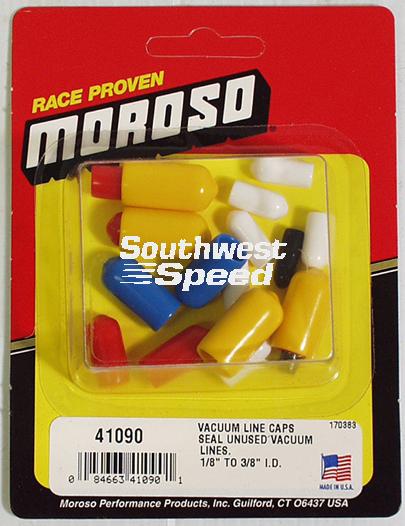 RACE PROVEN
MOROSO
Southwest
Speed
170383
41090
VACUUM LINE CAPS
SEAL UNUSED VACUUM
LINES.
1/8" TO 3/8" I.D.
0 84663 41090 1
MADE IN U.S.A.
Moroso Performance Products, Inc. Guilford, CT 06437 USA